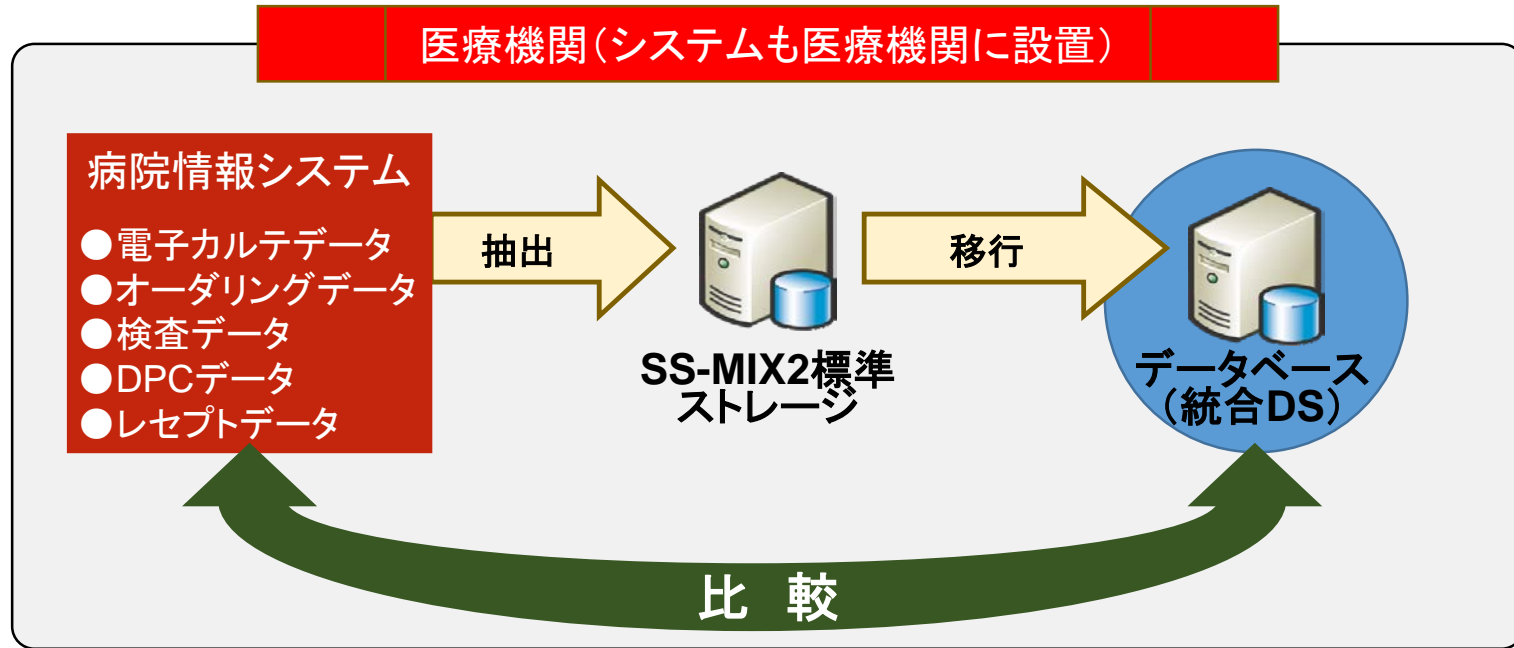 医療機関（システムも医療機関に設置）
病院情報システム
●電子カルテデータ
●オーダリングデータ
●検査データ
●DPCデータ
●レセプトデータ
抽出
SS-MIX2標準
ストレージ
移行
データベース
（統合DS）
比 較